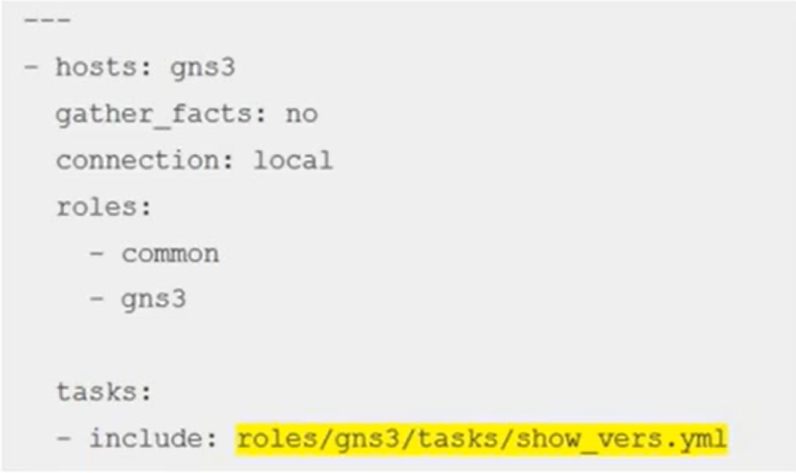 ---
- hosts: gns3
gather_facts: no
connection: local
roles:
- common
- gns3
tasks:
- include: roles/gns3/tasks/show_vers.yml